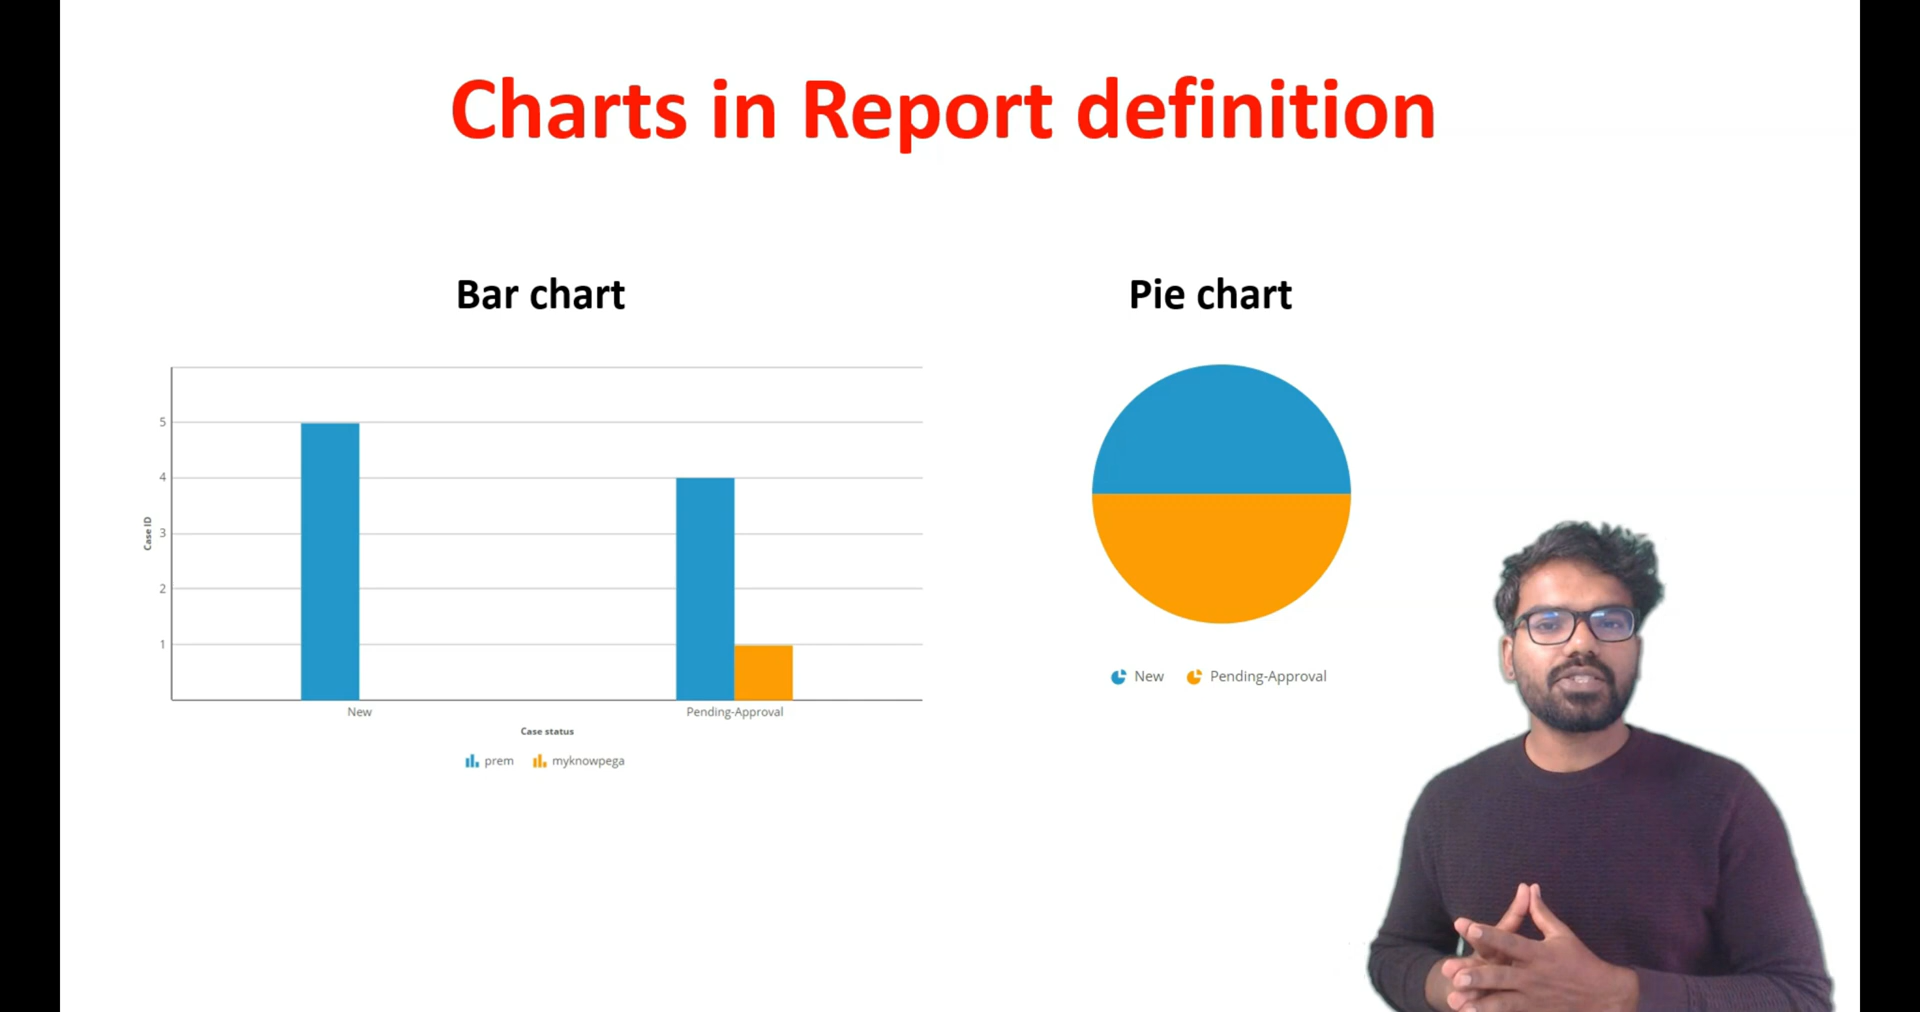 Charts in Report definition
Bar chart
Pie chart
5
4
3
2
1
Case ID
New
Pending-Approval
Case status
prem
myknowpega
New
Pending-Approval